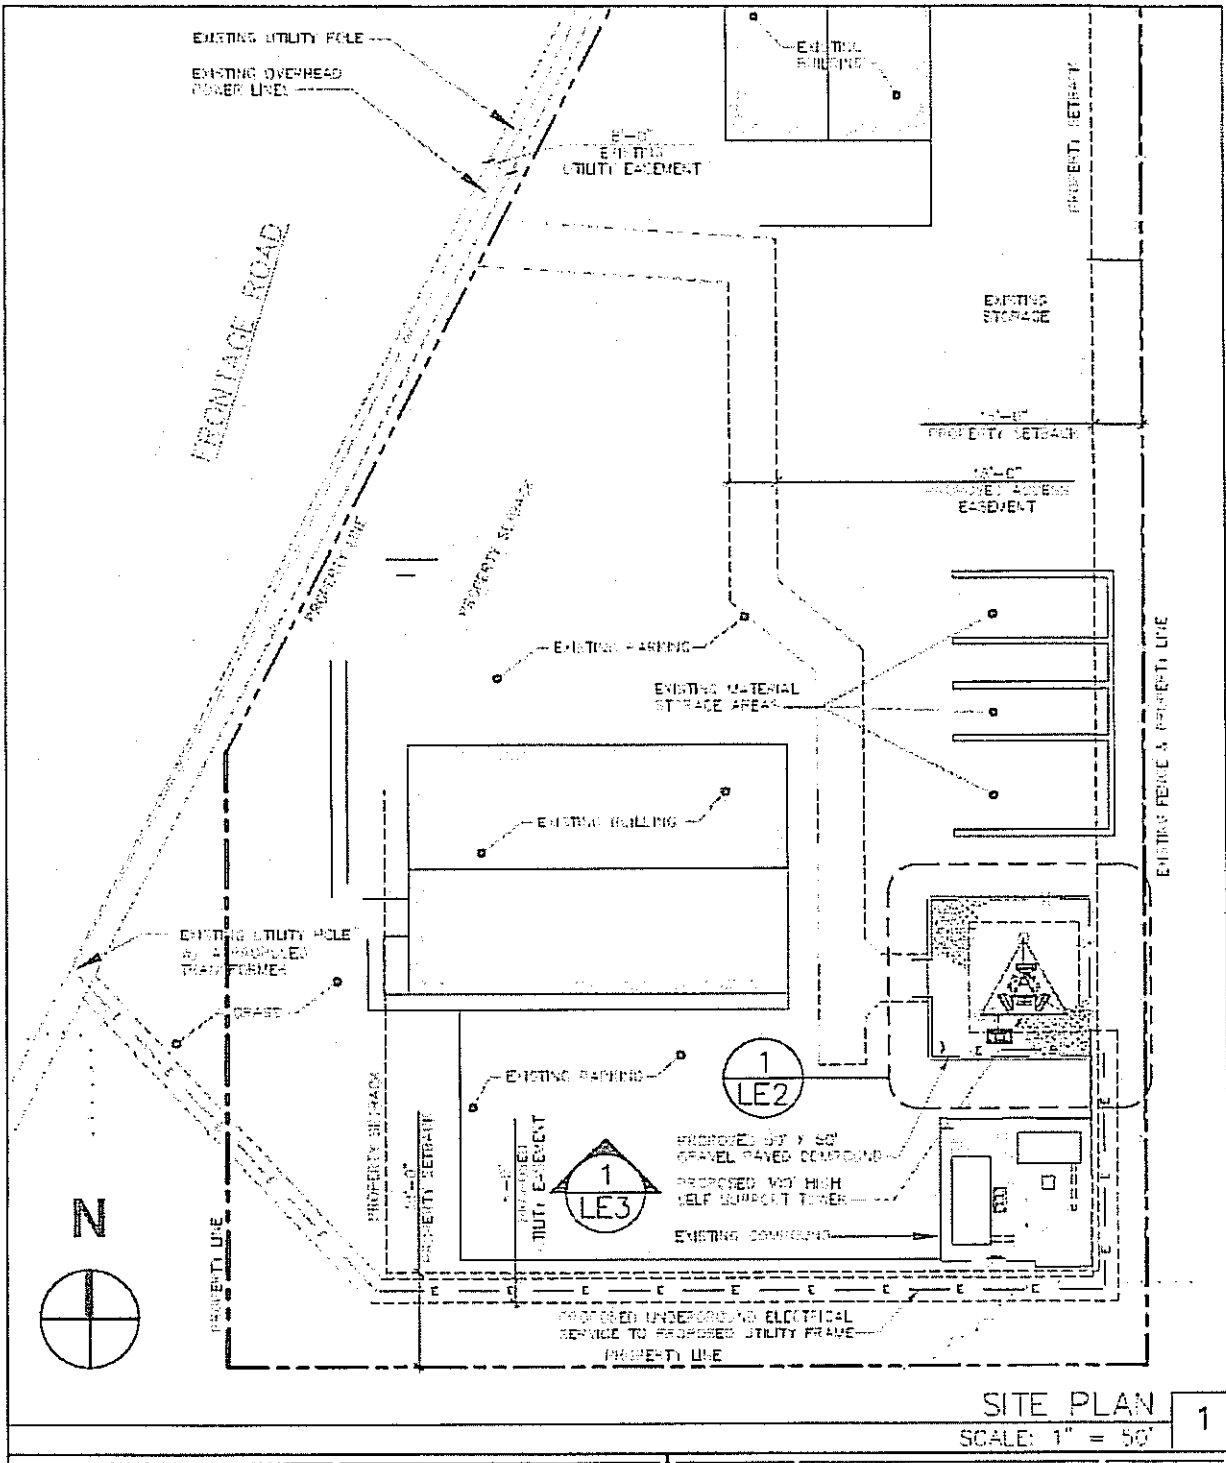 EXISTING UTILITY POLE
EXISTING OVERHEAD
POWER LINES
EXISTING
BUILDING
8'-0"
EXISTING
UTILITY EASEMENT
PROPERTY SETBACK
FRONTAGE ROAD
EXISTING
STORAGE
PROPERTY SETBACK
PROPOSED ACCESS
EASEMENT
PROPERTY LINE
PROPERTY SETBACK
EXISTING PARKING
EXISTING MATERIAL
STORAGE AREAS
EXISTING FENCE & PROPERTY LINE
EXISTING BUILDING
EXISTING UTILITY POLE
W/ A PROPOSED
TRANSFORMER
GRASS
EXISTING PARKING
1
LE2
PROPERTY SETBACK
PROPERTY SETBACK
PROPOSED
UTILITY EASEMENT
1
LE3
GRAVEL PAVED COMPOUND
SELF SUPPORT TOWER
EXISTING COMPOUND
N
PROPERTY LINE
E E E E E E E E E
E
E
E
PROPOSED UNDERGROUND ELECTRICAL
SERVICE TO PROPOSED UTILITY FRAME
PROPERTY LINE
SITE PLAN
1
SCALE: 1" = 50'